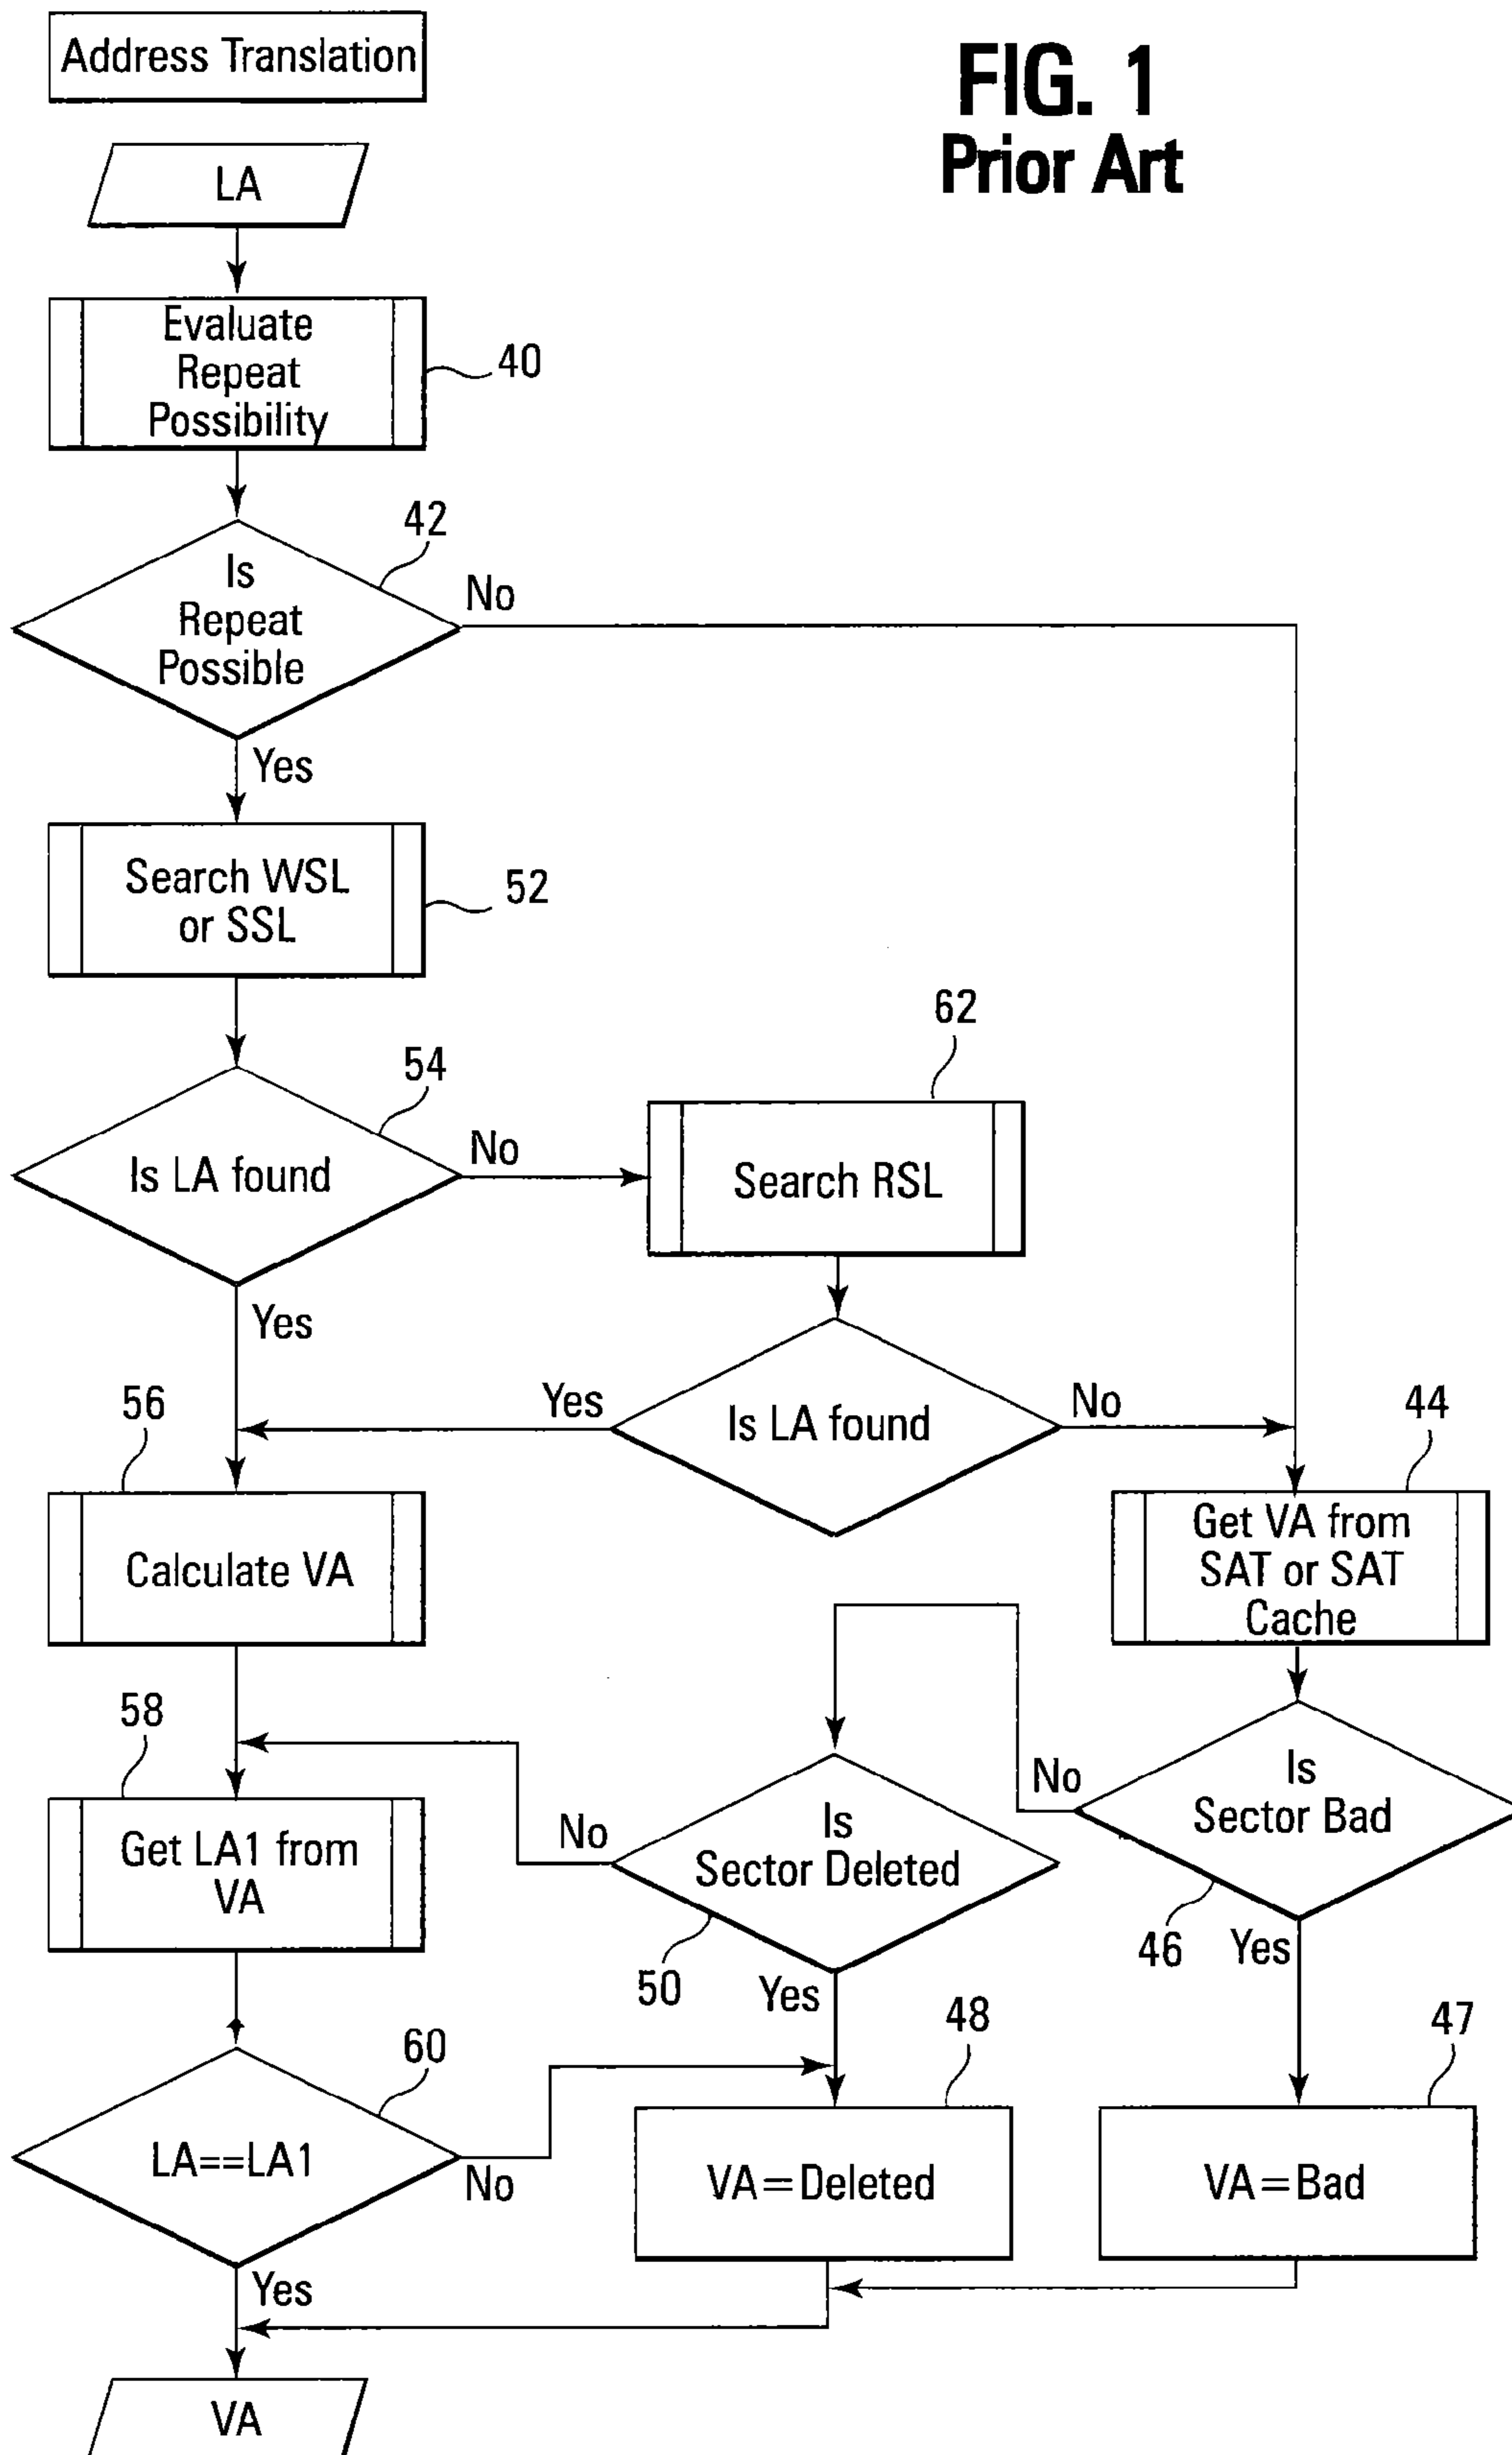 Address Translation
FIG. 1
Prior Art
LA
Evaluate
Repeat
Possibility
40
42
Is
Repeat
Possible
No
Yes
Search WSL
or SSL
52
62
54
Is LA found
No
Search RSL
Yes
56
Yes
Is LA found
No
44
Calculate VA
Get VA from
SAT or SAT
Cache
58
No
Is
Sector Bad
Get LA1 from
VA
No
Is
Sector Deleted
46
Yes
50
Yes
48
47
60
LA==LA1
No
VA=Deleted
VA=Bad
Yes
VA